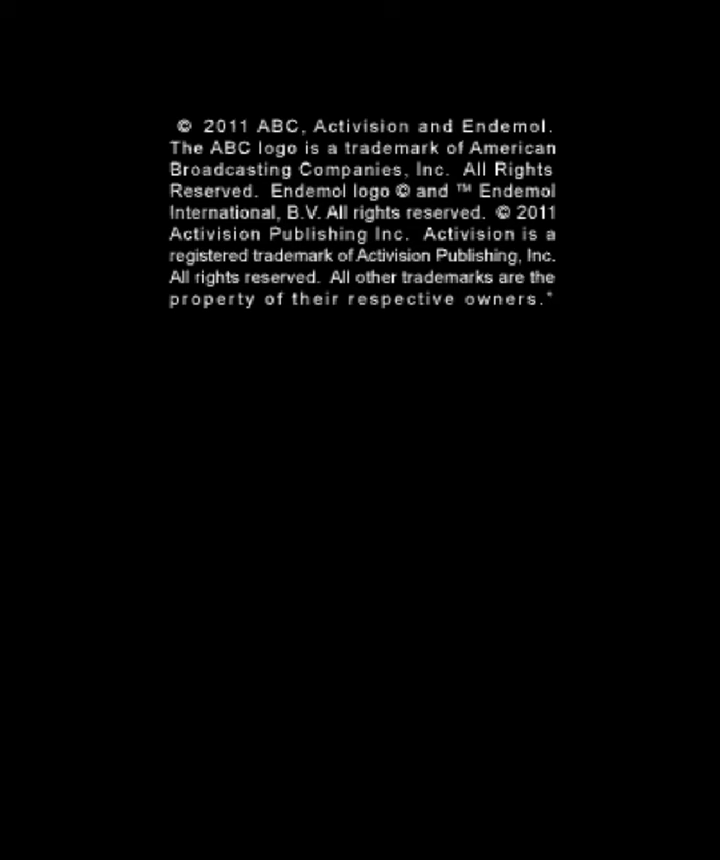 © 2011 ABC, Activision and Endemol.
The ABC logo is a trademark of American
Broadcasting Companies, Inc. All Rights
Reserved. Endemol logo © and ™ Endemol
International, B.V. All rights reserved. © 2011
Activision Publishing Inc. Activision is a
registered trademark of Activision Publishing, Inc.
All rights reserved. All other trademarks are the
property of their respective owners."